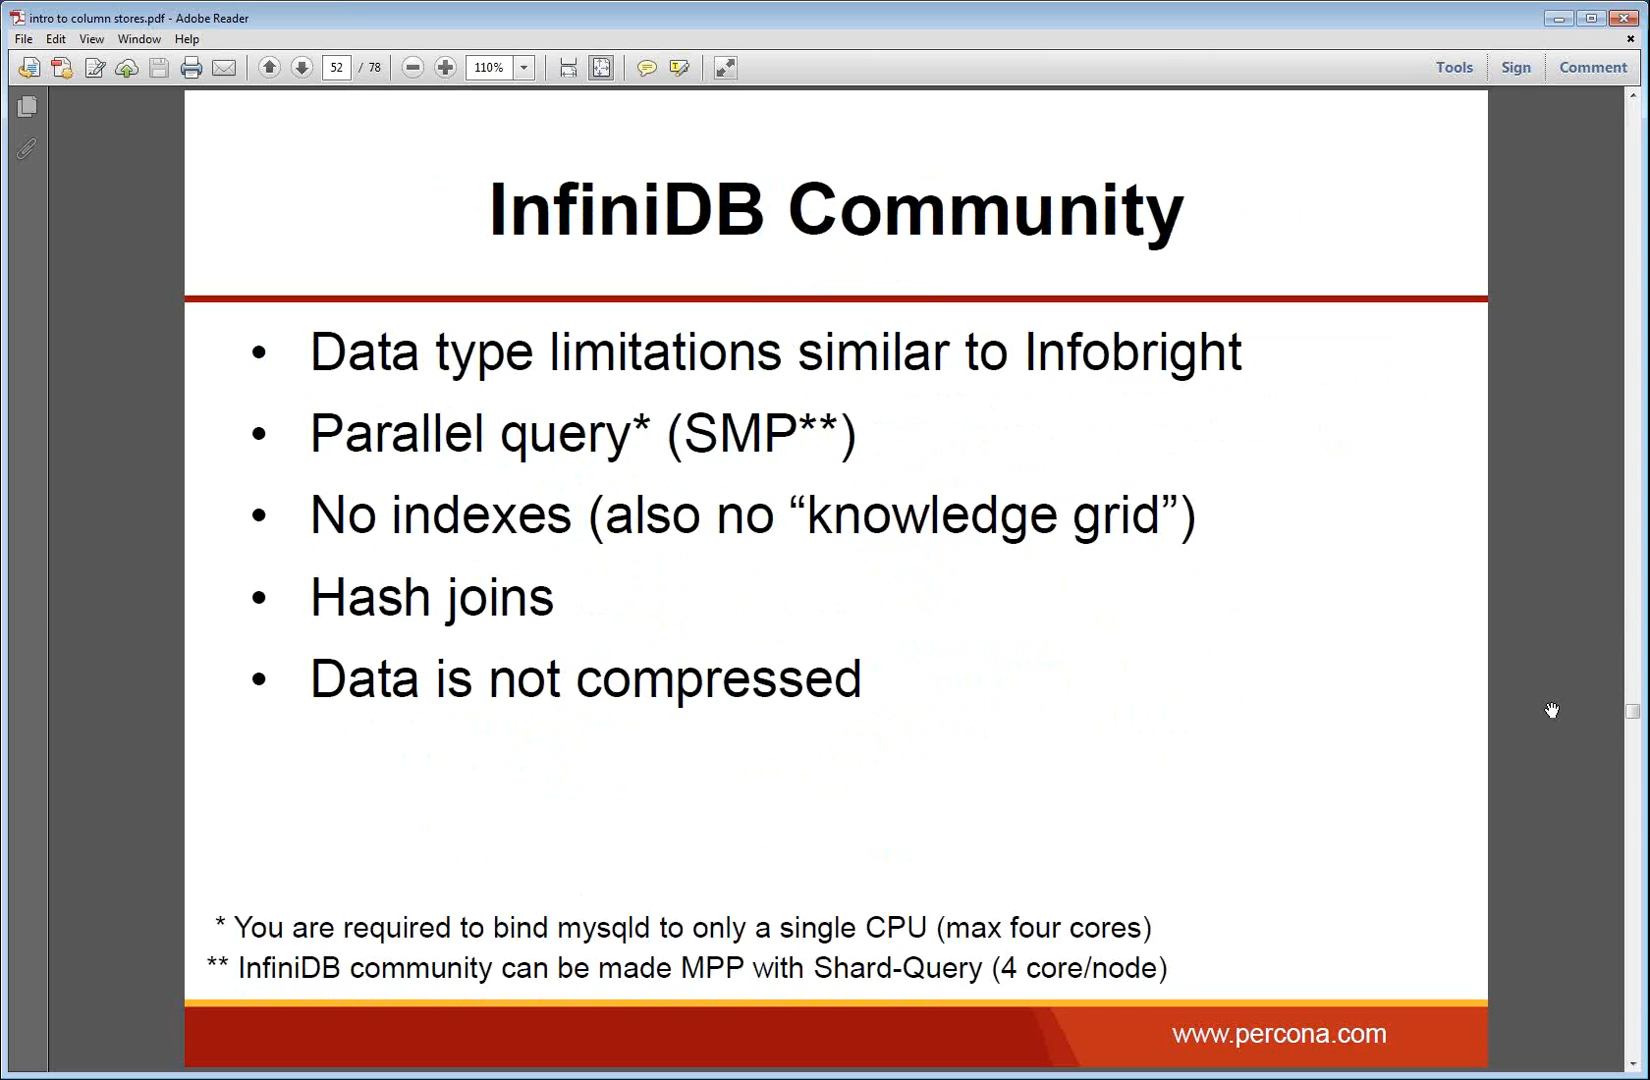 intro to column stores.pdf - Adobe Reader
File Edit View Window Help
52 / 78 110% Tools Sign Comment
InfiniDB Community
• Data type limitations similar to Infobright
• Parallel query* (SMP**)
• No indexes (also no “knowledge grid”)
• Hash joins
• Data is not compressed
* You are required to bind mysqld to only a single CPU (max four cores)
** InfiniDB community can be made MPP with Shard-Query (4 core/node)
www.percona.com